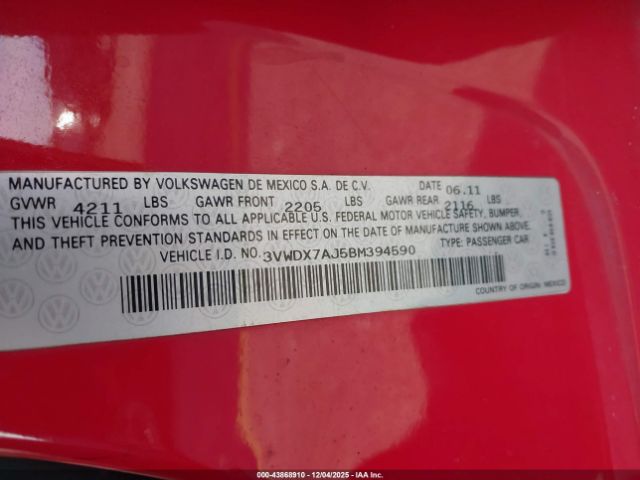 MANUFACTURED BY VOLKSWAGEN DE MEXICO S.A. DE C.V. DATE 06.11
GVWR 4211 LBS GAWR FRONT 2205 LBS GAWR REAR 2116 LBS
THIS VEHICLE CONFORMS TO ALL APPLICABLE U.S. FEDERAL MOTOR VEHICLE SAFETY, BUMPER,
AND THEFT PREVENTION STANDARDS IN EFFECT ON THE DATE OF MANUFACTURE SHOWN ABOVE.
VEHICLE I.D. NO. 3VWDX7AJ5BM394590 TYPE: PASSENGER CAR
COUNTRY OF ORIGIN: MEXICO
000-43868910 - 12/04/2025 - IAA Inc.